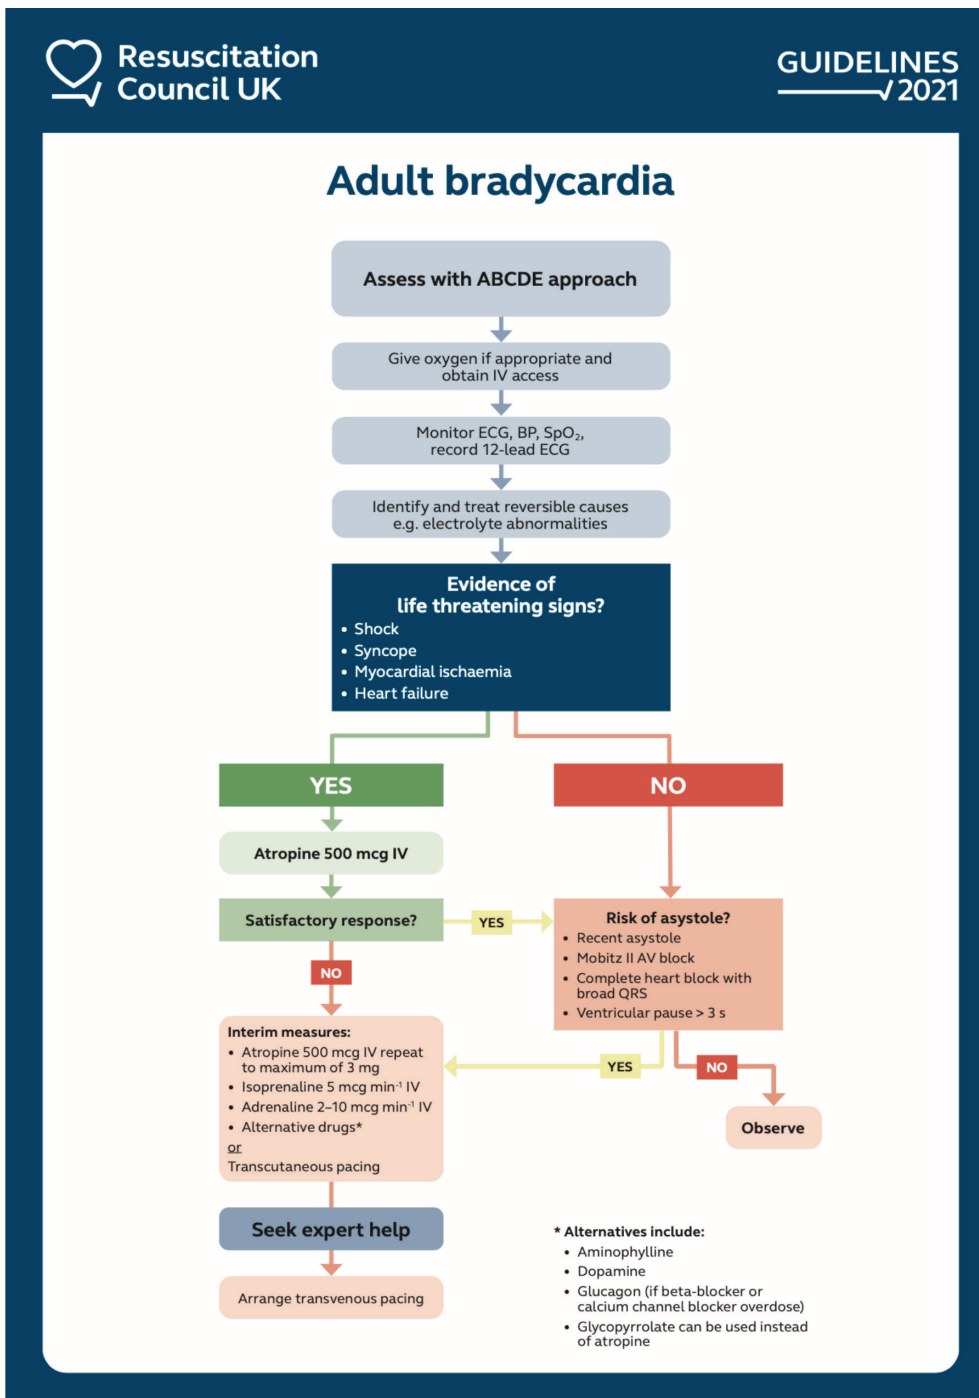 Resuscitation
Council UK
GUIDELINES
2021
Adult bradycardia
Assess with ABCDE approach
Give oxygen if appropriate and
obtain IV access
Monitor ECG, BP, SpO₂,
record 12-lead ECG
Identify and treat reversible causes
e.g. electrolyte abnormalities
Evidence of
life threatening signs?
• Shock
• Syncope
• Myocardial ischaemia
• Heart failure
YES
NO
Atropine 500 mcg IV
Satisfactory response?
YES
NO
Risk of asystole?
• Recent asystole
• Mobitz II AV block
• Complete heart block with
broad QRS
• Ventricular pause > 3 s
Interim measures:
• Atropine 500 mcg IV repeat
to maximum of 3 mg
• Isoprenaline 5 mcg min⁻¹ IV
• Adrenaline 2–10 mcg min⁻¹ IV
• Alternative drugs*
or
Transcutaneous pacing
YES
NO
Observe
Seek expert help
Arrange transvenous pacing
* Alternatives include:
• Aminophylline
• Dopamine
• Glucagon (if beta-blocker or
calcium channel blocker overdose)
• Glycopyrrolate can be used instead
of atropine